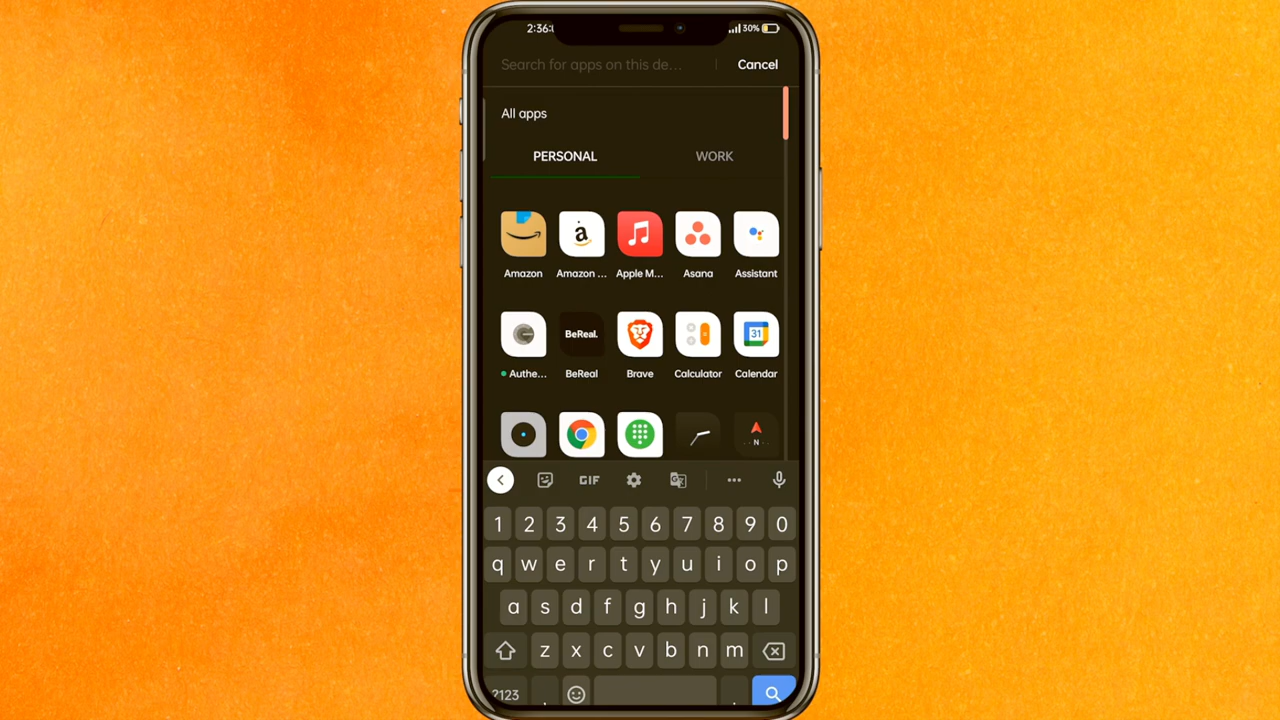 2:36:
30%
Search for apps on this de...
Cancel
All apps
PERSONAL WORK
a
Amazon Amazon ... Apple M... Asana Assistant
BeReal. 31
Authe... BeReal Brave Calculator Calendar
N
GIF
1 2 3 4 5 6 7 8 9 0
q w e r t y u i o p
a s d f g h j k l
z x c v b n m
?123 , .